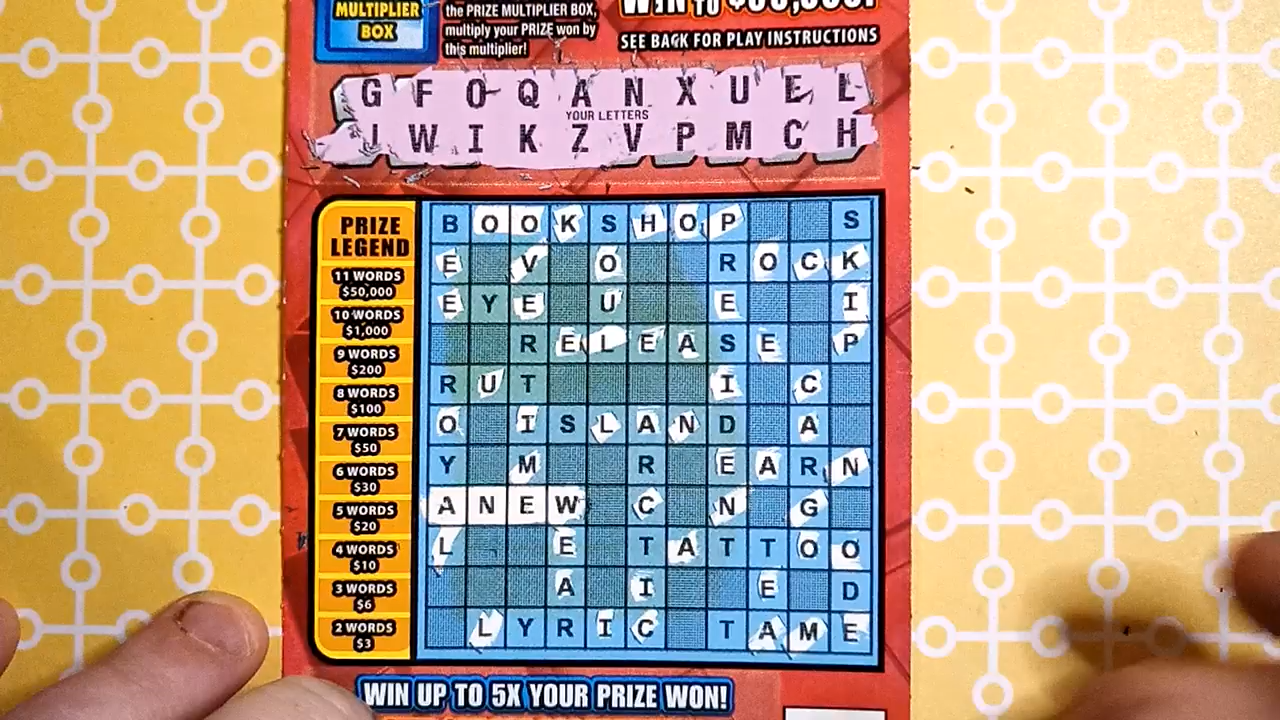 MULTIPLIER
BOX
the PRIZE MULTIPLIER BOX,
multiply your PRIZE won by
this multiplier!
SEE BACK FOR PLAY INSTRUCTIONS
G F O Q A N X U E L
YOUR LETTERS
J W I K Z V P M C H
PRIZE
LEGEND
11 WORDS
$50,000
10 WORDS
$1,000
9 WORDS
$200
8 WORDS
$100
7 WORDS
$50
6 WORDS
$30
5 WORDS
$20
4 WORDS
$10
3 WORDS
$6
2 WORDS
$3
B O O K S H O P S
E V O R O C K
E Y E U E I
R E L E A S E P
R U T I C
O I S L A N D A
Y M R E A R N
A N E W C N G
L E T A T T O O
A I E D
L Y R I C T A M E
WIN UP TO 5X YOUR PRIZE WON!